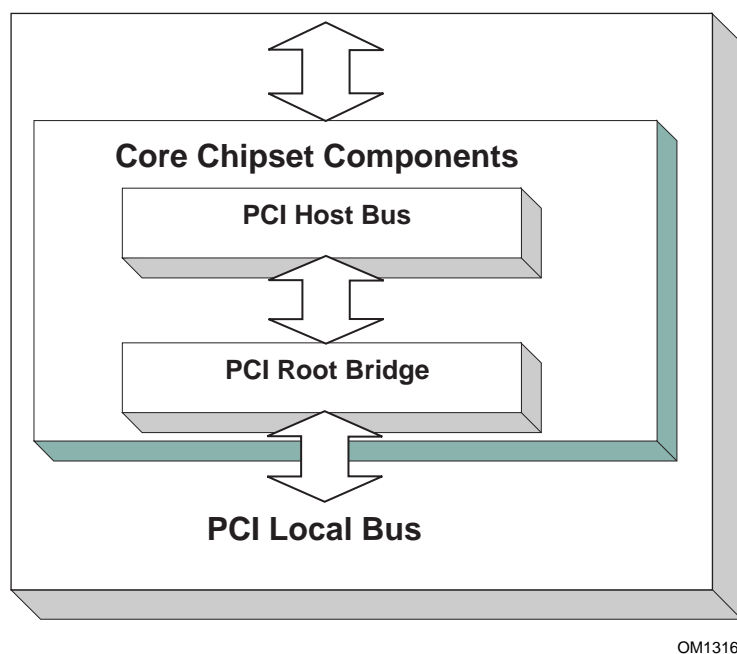 Core Chipset Components
PCI Host Bus
PCI Root Bridge
PCI Local Bus
OM1316